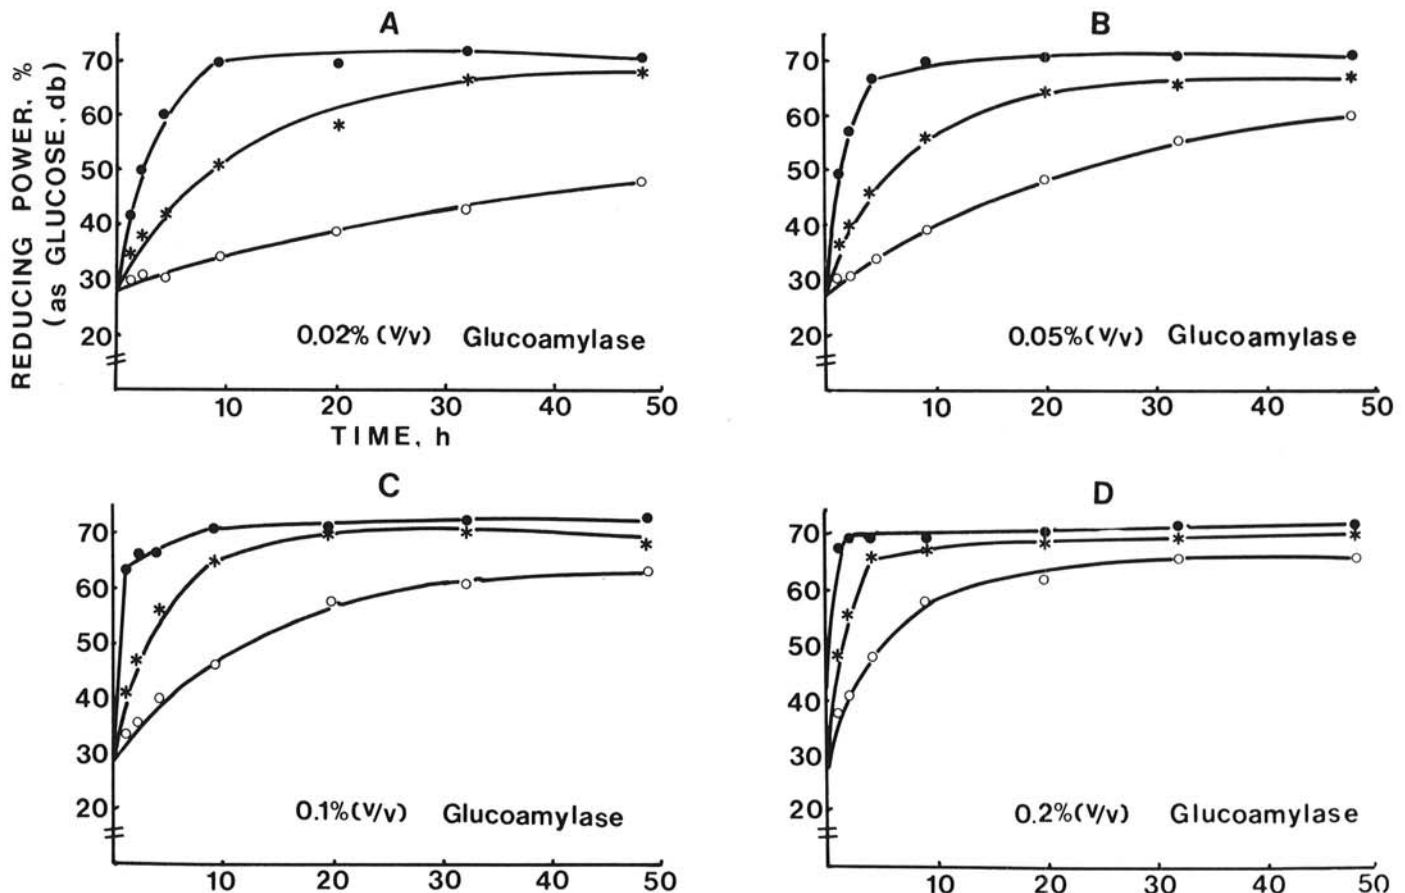 A
REDUCING POWER, %
(as GLUCOSE, db)
70
60
50
40
30
20
0.02% (V/v) Glucoamylase
10 20 30 40 50
TIME, h
B
70
60
50
40
30
20
0.05%(V/v) Glucoamylase
10 20 30 40 50
C
70
60
50
40
30
20
0.1%(V/v) Glucoamylase
10 20 30 40 50
D
70
60
50
40
30
20
0.2%(V/v) Glucoamylase
10 20 30 40 50